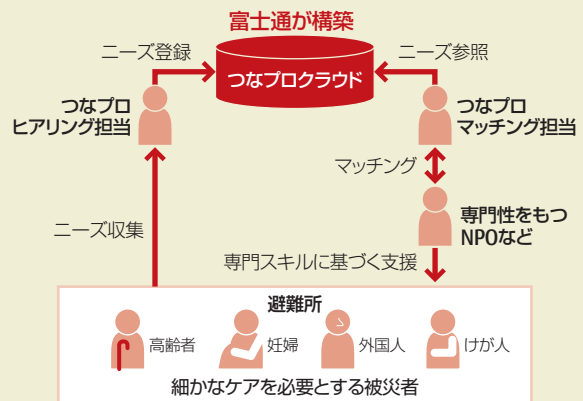 富士通が構築
ニーズ登録
ニーズ参照
つなプロクラウド
つなプロ
ヒアリング担当
つなプロ
マッチング担当
マッチング
ニーズ収集
専門性をもつ
NPOなど
専門スキルに基づく支援
避難所
高齢者
妊婦
外国人
けが人
細かなケアを必要とする被災者